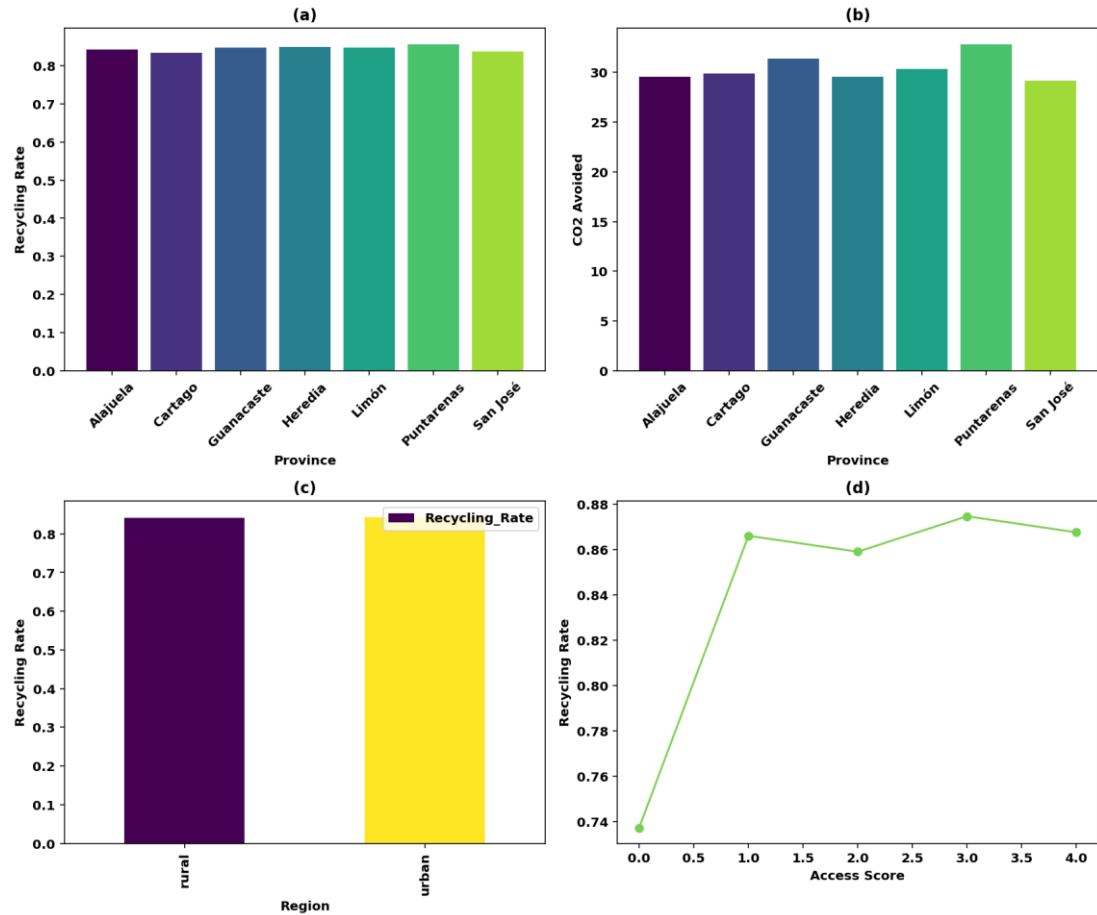 (a)
Recycling Rate
0.8
0.7
0.6
0.5
0.4
0.3
0.2
0.1
0.0
Alajuela
Cartago
Guanacaste
Heredia
Limón
Puntarenas
San José
Province
(b)
CO2 Avoided
30
25
20
15
10
5
0
Alajuela
Cartago
Guanacaste
Heredia
Limón
Puntarenas
San José
Province
(c)
Recycling_Rate
Recycling Rate
0.8
0.7
0.6
0.5
0.4
0.3
0.2
0.1
0.0
rural
urban
Region
(d)
Recycling Rate
0.88
0.86
0.84
0.82
0.80
0.78
0.76
0.74
0.0 0.5 1.0 1.5 2.0 2.5 3.0 3.5 4.0
Access Score